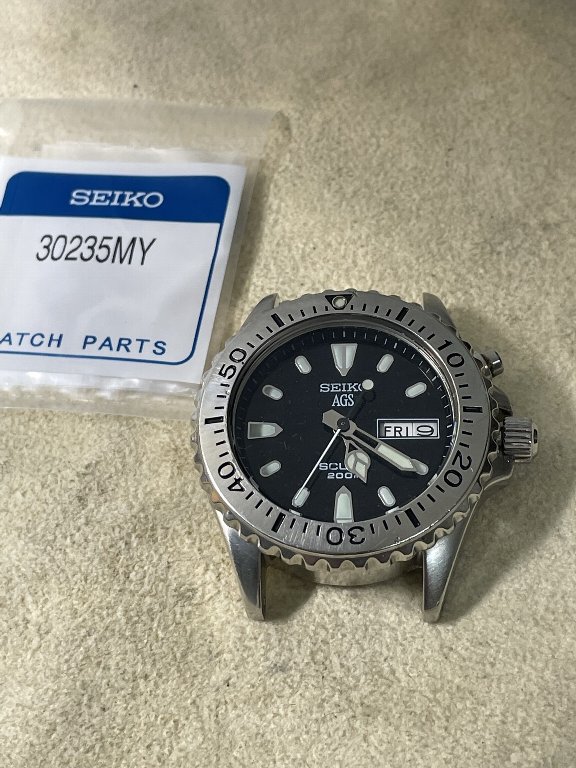 SEIKO
30235MY
ATCH PARTS
50
10
20
30
40
SEIKO
AGS
FRI 9
SCU
200